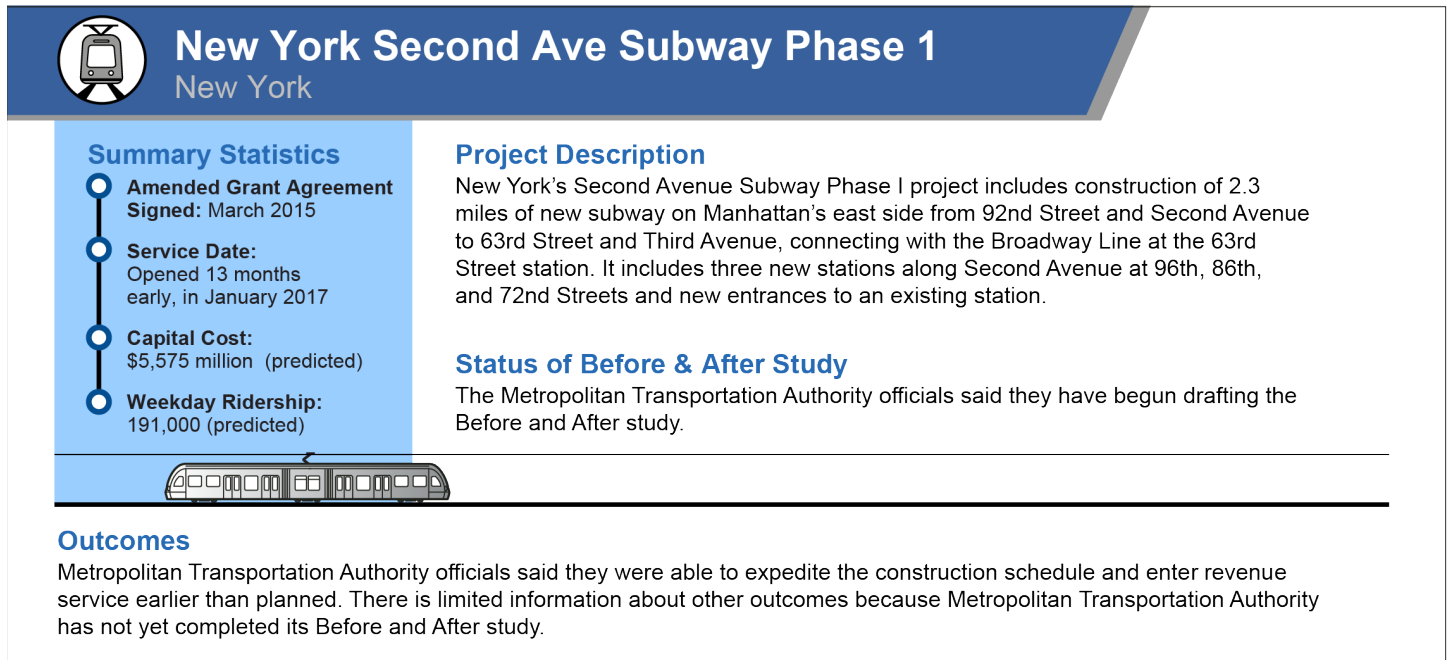 New York Second Ave Subway Phase 1
New York
Summary Statistics
Amended Grant Agreement
Signed: March 2015
Service Date:
Opened 13 months
early, in January 2017
Capital Cost:
$5,575 million  (predicted)
Weekday Ridership:
191,000 (predicted)
Project Description
New York’s Second Avenue Subway Phase I project includes construction of 2.3
miles of new subway on Manhattan’s east side from 92nd Street and Second Avenue
to 63rd Street and Third Avenue, connecting with the Broadway Line at the 63rd
Street station. It includes three new stations along Second Avenue at 96th, 86th,
and 72nd Streets and new entrances to an existing station.
Status of Before & After Study
The Metropolitan Transportation Authority officials said they have begun drafting the
Before and After study.
Outcomes
Metropolitan Transportation Authority officials said they were able to expedite the construction schedule and enter revenue
service earlier than planned. There is limited information about other outcomes because Metropolitan Transportation Authority
has not yet completed its Before and After study.